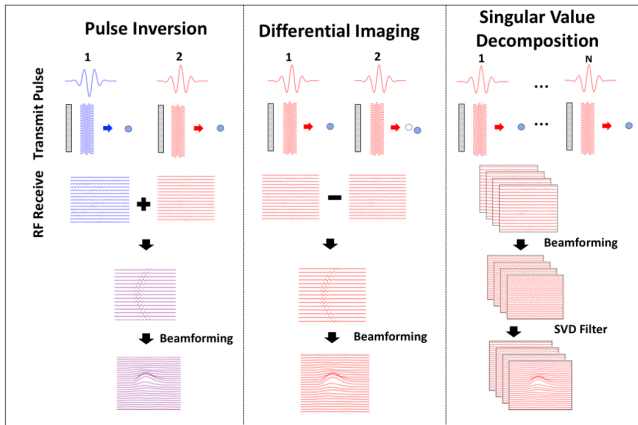 Pulse Inversion
Differential Imaging
Singular Value
Decomposition
1
2
1
2
1
...
N
Transmit Pulse
...
RF Receive
+
-
Beamforming
Beamforming
Beamforming
SVD Filter